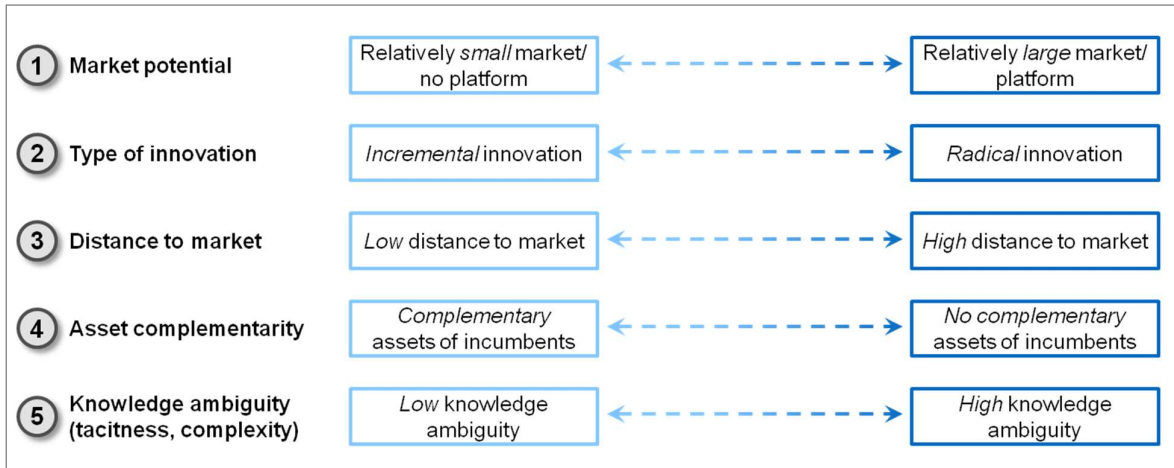 1 Market potential
Relatively small market/
no platform
Relatively large market/
platform
2 Type of innovation
Incremental innovation
Radical innovation
3 Distance to market
Low distance to market
High distance to market
4 Asset complementarity
Complementary
assets of incumbents
No complementary
assets of incumbents
5 Knowledge ambiguity
(tacitness, complexity)
Low knowledge
ambiguity
High knowledge
ambiguity